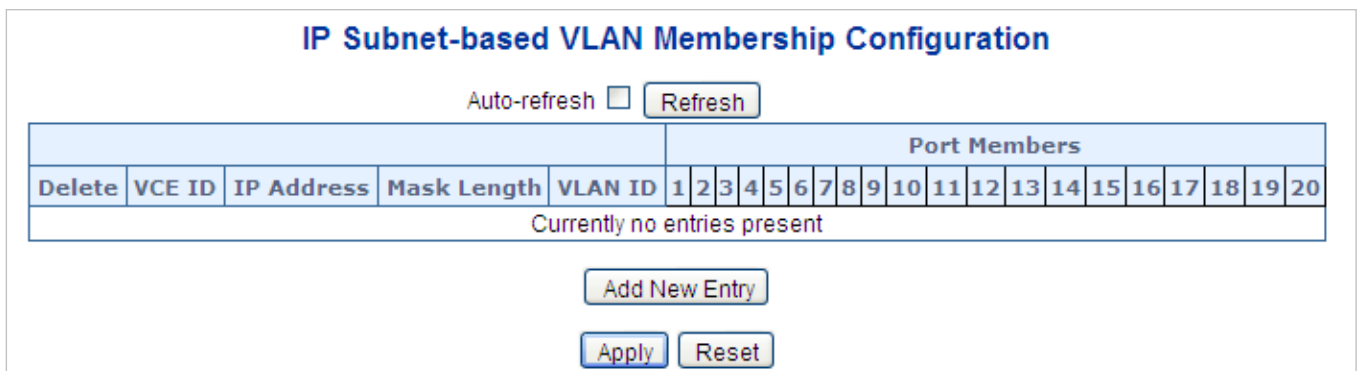 IP Subnet-based VLAN Membership Configuration
Auto-refresh Refresh
Port Members
Delete VCE ID IP Address Mask Length VLAN ID 1 2 3 4 5 6 7 8 9 10 11 12 13 14 15 16 17 18 19 20
Currently no entries present
Add New Entry
Apply Reset